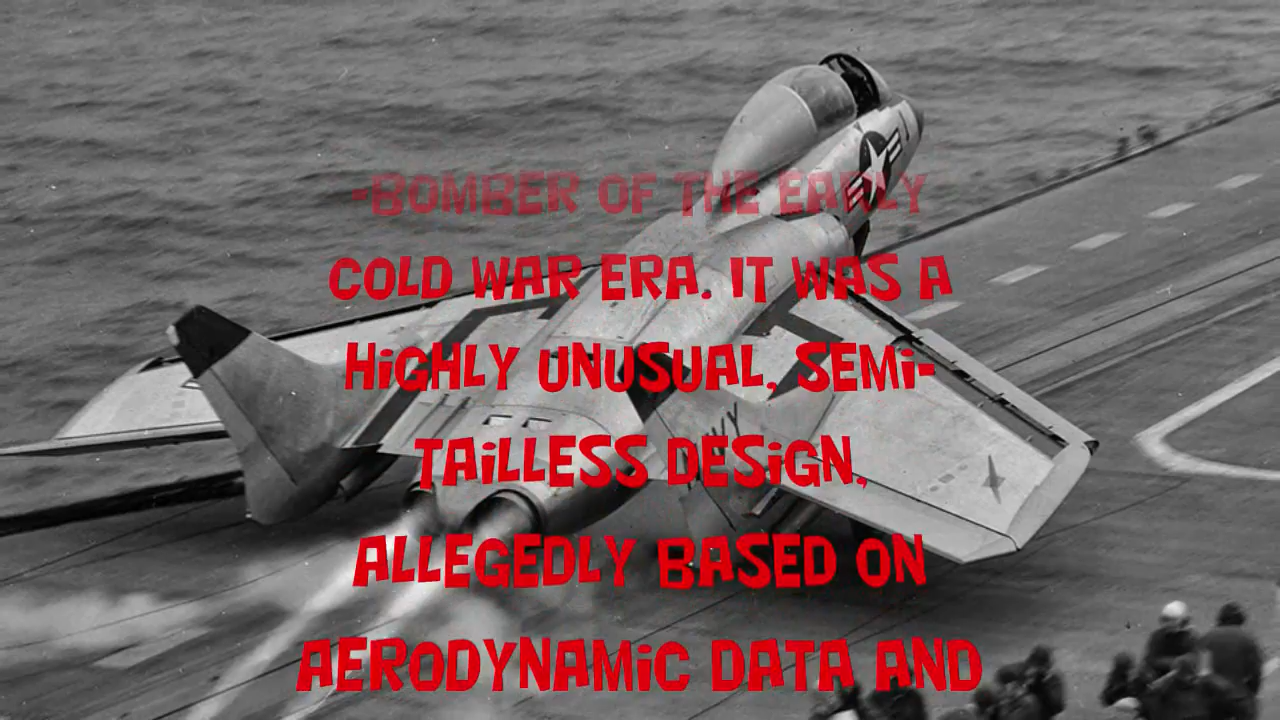 -BOMBER OF THE EARLY
COLD WAR ERA. IT WAS A
HIGHLY UNUSUAL, SEMI-
TAILLESS DESIGN,
ALLEGEDLY BASED ON
AERODYNAMIC DATA AND